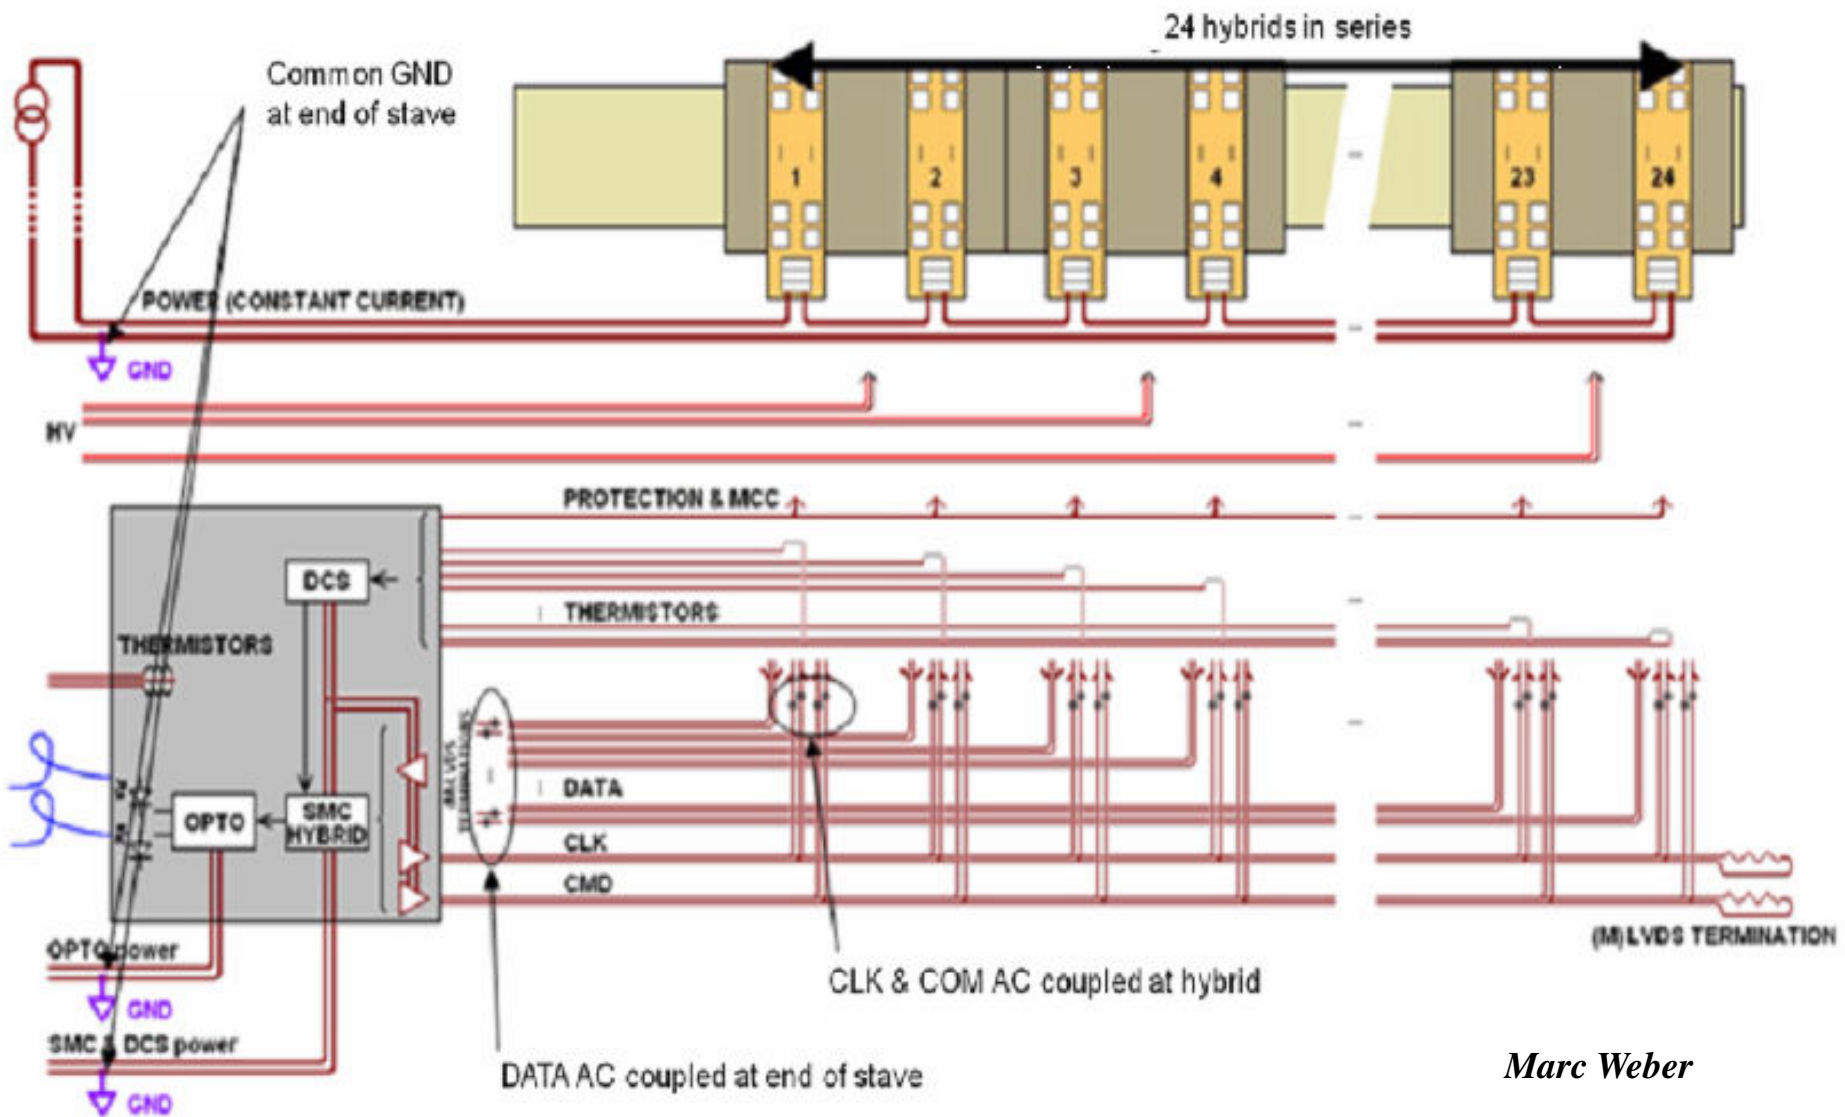 24 hybrids in series
Common GND
at end of stave
1
2
3
4
23
24
POWER (CONSTANT CURRENT)
GND
HV
PROTECTION & MCC
DCS
THERMISTORS
THERMISTORS
TERMINATIONS
DATA
OPTO
SMC
HYBRID
CLK
CMD
(M)LVDS TERMINATION
OPTO power
CLK & COM AC coupled at hybrid
GND
SMC & DCS power
DATA AC coupled at end of stave
Marc Weber
GND